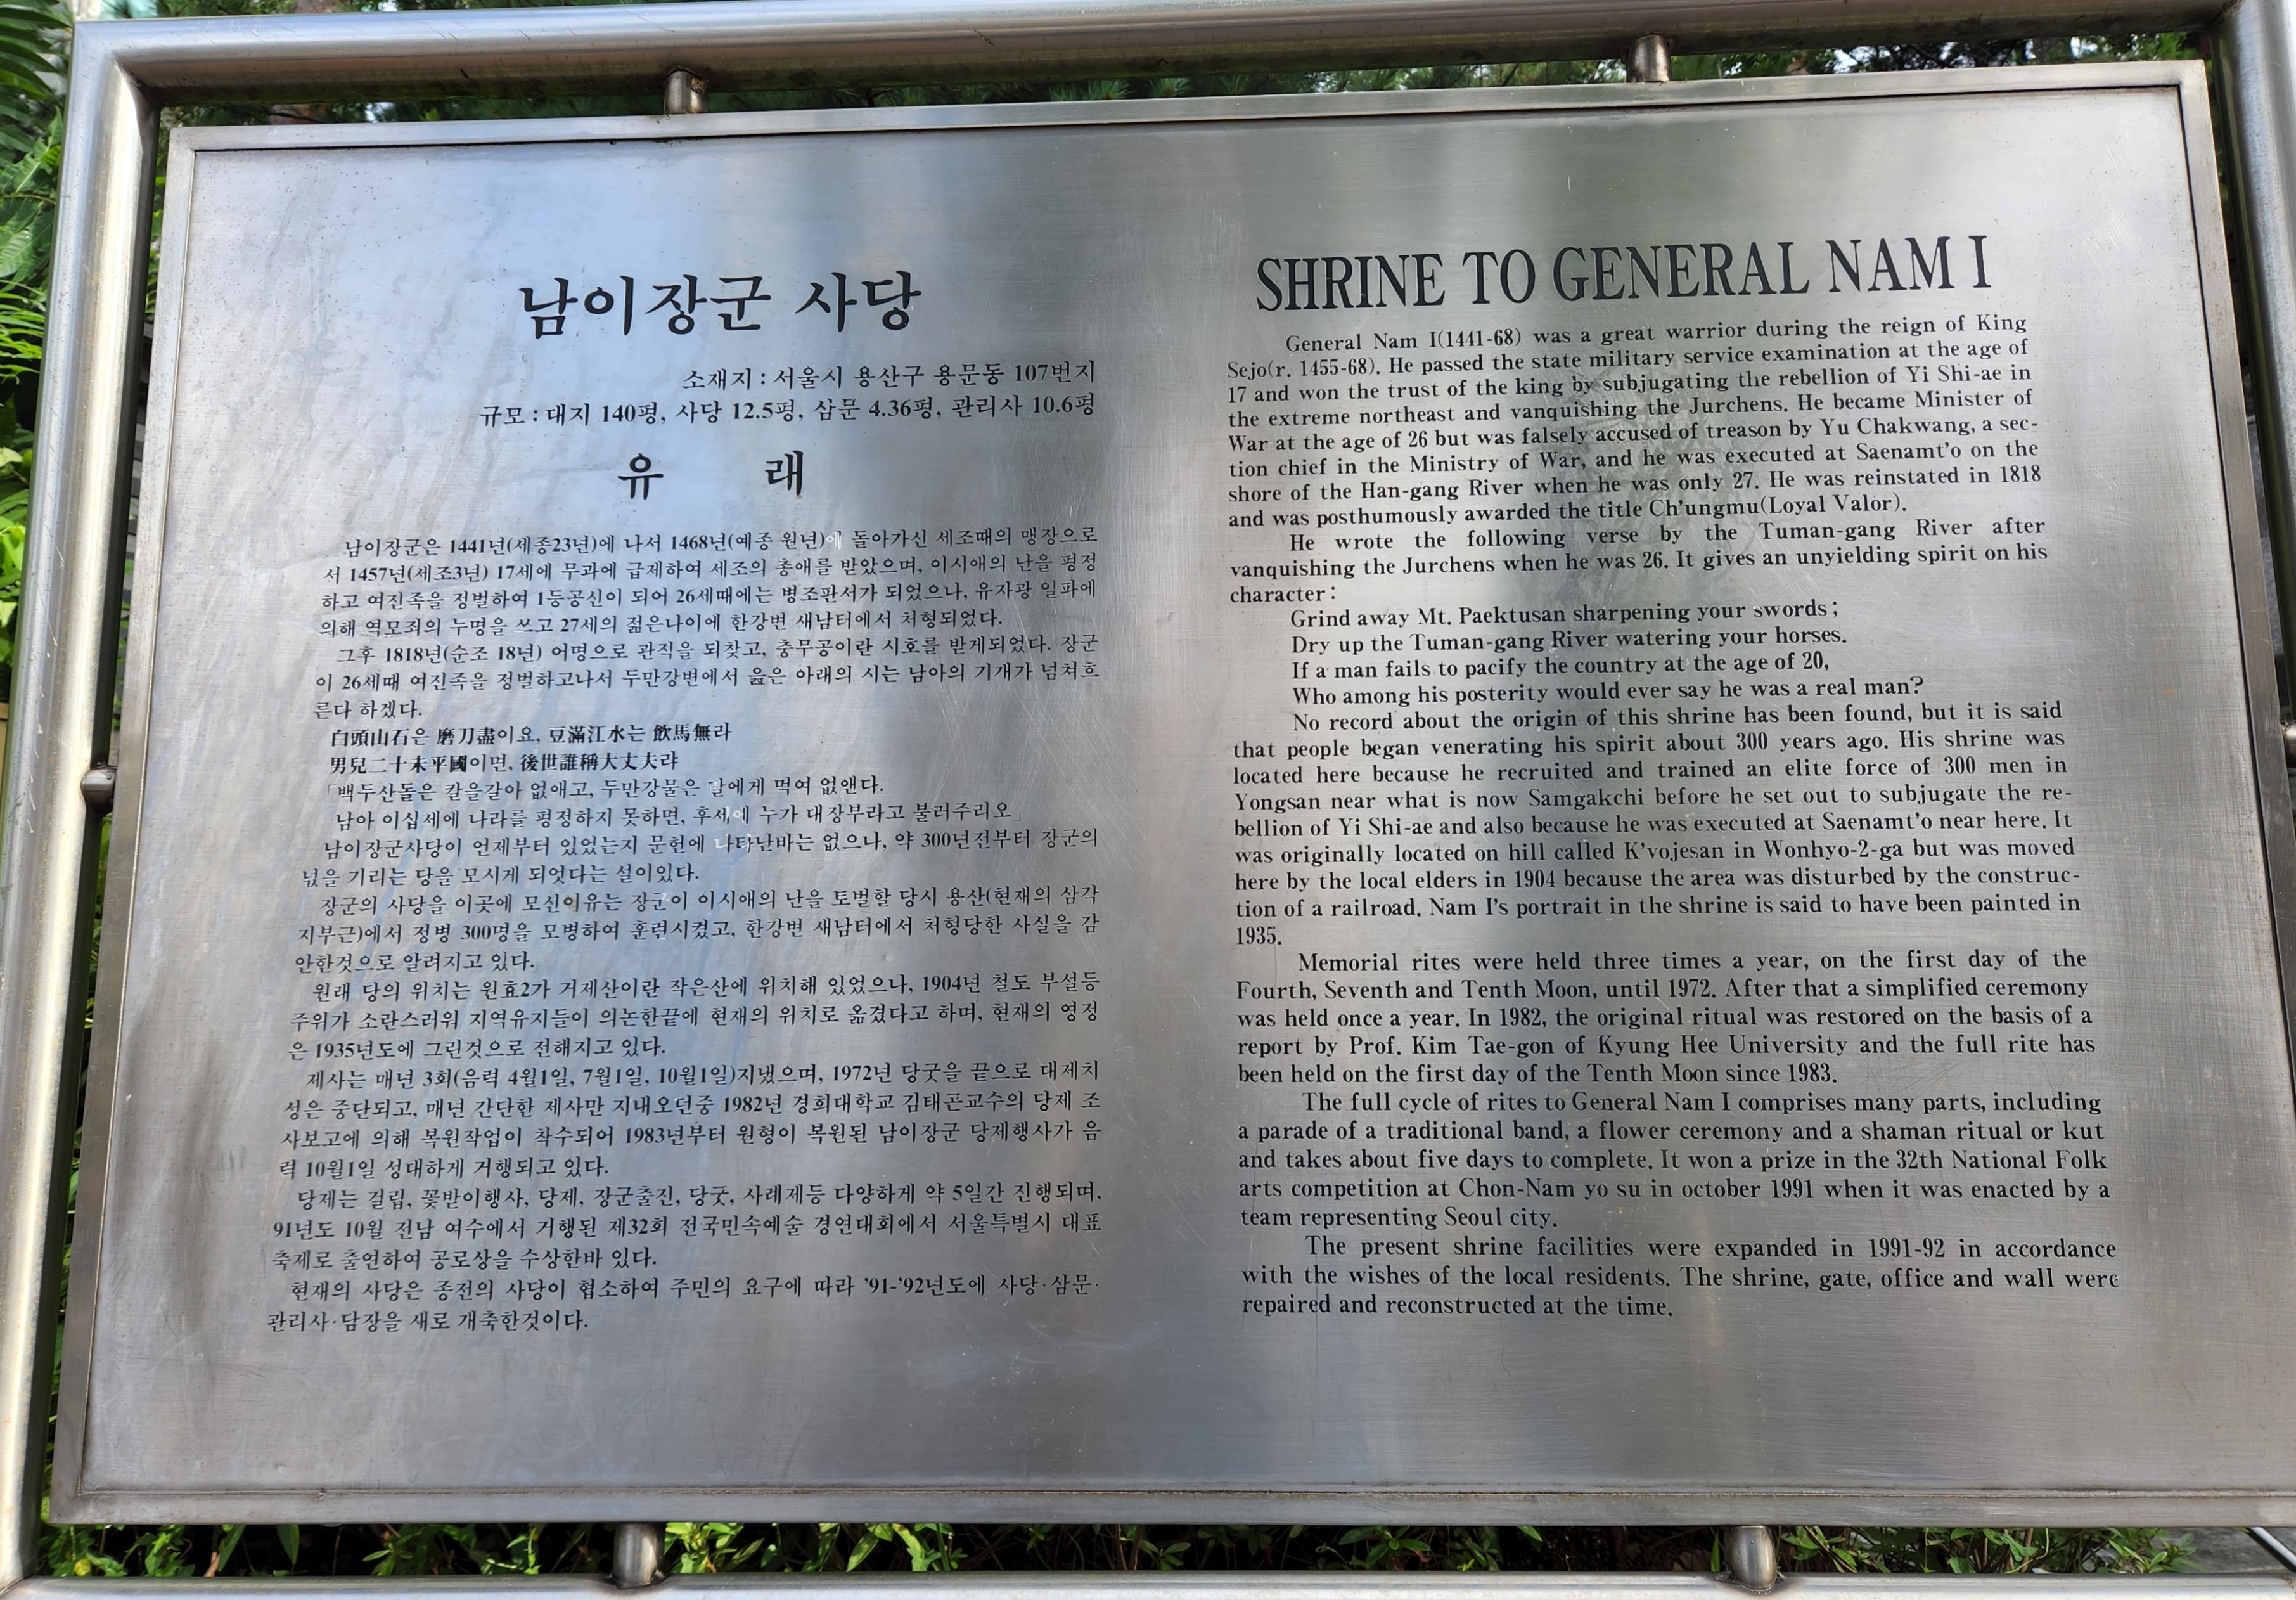 남이장군 사당
소재지 : 서울시 용산구 용문동 107번지
규모 : 대지 140평, 사당 12.5평, 삼문 4.36평, 관리사 10.6평
유 래
남이장군은 1441년(세종23년)에 나서 1468년(예종 원년)에 돌아가신 세조때의 맹장으로
서 1457년(세조3년) 17세에 무과에 급제하여 세조의 총애를 받았으며, 이시애의 난을 평정
하고 여진족을 정벌하여 1등공신이 되어 26세때에는 병조판서가 되었으나, 유자광 일파에
의해 역모죄의 누명을 쓰고 27세의 젊은나이에 한강변 새남터에서 처형되었다.
그후 1818년(순조 18년) 어명으로 관직을 되찾고, 충무공이란 시호를 받게되었다. 장군
이 26세때 여진족을 정벌하고나서 두만강변에서 읊은 아래의 시는 남아의 기개가 넘쳐흐
른다 하겠다.
白頭山石은 磨刀盡이요, 豆滿江水는 飮馬無라
男兒二十未平國이면, 後世誰稱大丈夫랴
「백두산돌은 칼을갈아 없애고, 두만강물은 말에게 먹여 없앤다.
남아 이십세에 나라를 평정하지 못하면, 후세에 누가 대장부라고 불러주리오」
남이장군사당이 언제부터 있었는지 문헌에 나타난바는 없으나, 약 300년전부터 장군의
넋을 기리는 당을 모시게 되엇다는 설이있다.
장군의 사당을 이곳에 모신이유는 장군이 이시애의 난을 토벌할 당시 용산(현재의 삼각
지부근)에서 정병 300명을 모병하여 훈련시켰고, 한강변 새남터에서 처형당한 사실을 감
안한것으로 알려지고 있다.
원래 당의 위치는 원효2가 거제산이란 작은산에 위치해 있었으나, 1904년 철도 부설등
주위가 소란스러워 지역유지들이 의논한끝에 현재의 위치로 옮겼다고 하며, 현재의 영정
은 1935년도에 그린것으로 전해지고 있다.
제사는 매년 3회(음력 4월1일, 7월1일, 10월1일)지냈으며, 1972년 당굿을 끝으로 대제치
성은 중단되고, 매년 간단한 제사만 지내오던중 1982년 경희대학교 김태곤교수의 당제 조
사보고에 의해 복원작업이 착수되어 1983년부터 원형이 복원된 남이장군 당제행사가 음
력 10월1일 성대하게 거행되고 있다.
당제는 걸립, 꽃받이행사, 당제, 장군출진, 당굿, 사례제등 다양하게 약 5일간 진행되며,
91년도 10월 전남 여수에서 거행된 제32회 전국민속예술 경연대회에서 서울특별시 대표
축제로 출연하여 공로상을 수상한바 있다.
현재의 사당은 종전의 사당이 협소하여 주민의 요구에 따라 '91-'92년도에 사당·삼문·
관리사·담장을 새로 개축한것이다.
SHRINE TO GENERAL NAM I
General Nam I(1441-68) was a great warrior during the reign of King
Sejo(r. 1455-68). He passed the state military service examination at the age of
17 and won the trust of the king by subjugating the rebellion of Yi Shi-ae in
the extreme northeast and vanquishing the Jurchens. He became Minister of
War at the age of 26 but was falsely accused of treason by Yu Chakwang, a sec-
tion chief in the Ministry of War, and he was executed at Saenamt'o on the
shore of the Han-gang River when he was only 27. He was reinstated in 1818
and was posthumously awarded the title Ch'ungmu(Loyal Valor).
He wrote the following verse by the Tuman-gang River after
vanquishing the Jurchens when he was 26. It gives an unyielding spirit on his
character :
Grind away Mt. Paektusan sharpening your swords ;
Dry up the Tuman-gang River watering your horses.
If a man fails to pacify the country at the age of 20,
Who among his posterity would ever say he was a real man?
No record about the origin of this shrine has been found, but it is said
that people began venerating his spirit about 300 years ago. His shrine was
located here because he recruited and trained an elite force of 300 men in
Yongsan near what is now Samgakchi before he set out to subjugate the re-
bellion of Yi Shi-ae and also because he was executed at Saenamt'o near here. It
was originally located on hill called K'vojesan in Wonhyo-2-ga but was moved
here by the local elders in 1904 because the area was disturbed by the construc-
tion of a railroad. Nam I's portrait in the shrine is said to have been painted in
1935.
Memorial rites were held three times a year, on the first day of the
Fourth, Seventh and Tenth Moon, until 1972. After that a simplified ceremony
was held once a year. In 1982, the original ritual was restored on the basis of a
report by Prof. Kim Tae-gon of Kyung Hee University and the full rite has
been held on the first day of the Tenth Moon since 1983.
The full cycle of rites to General Nam I comprises many parts, including
a parade of a traditional band, a flower ceremony and a shaman ritual or kut
and takes about five days to complete. It won a prize in the 32th National Folk
arts competition at Chon-Nam yo su in october 1991 when it was enacted by a
team representing Seoul city.
The present shrine facilities were expanded in 1991-92 in accordance
with the wishes of the local residents. The shrine, gate, office and wall were
repaired and reconstructed at the time.